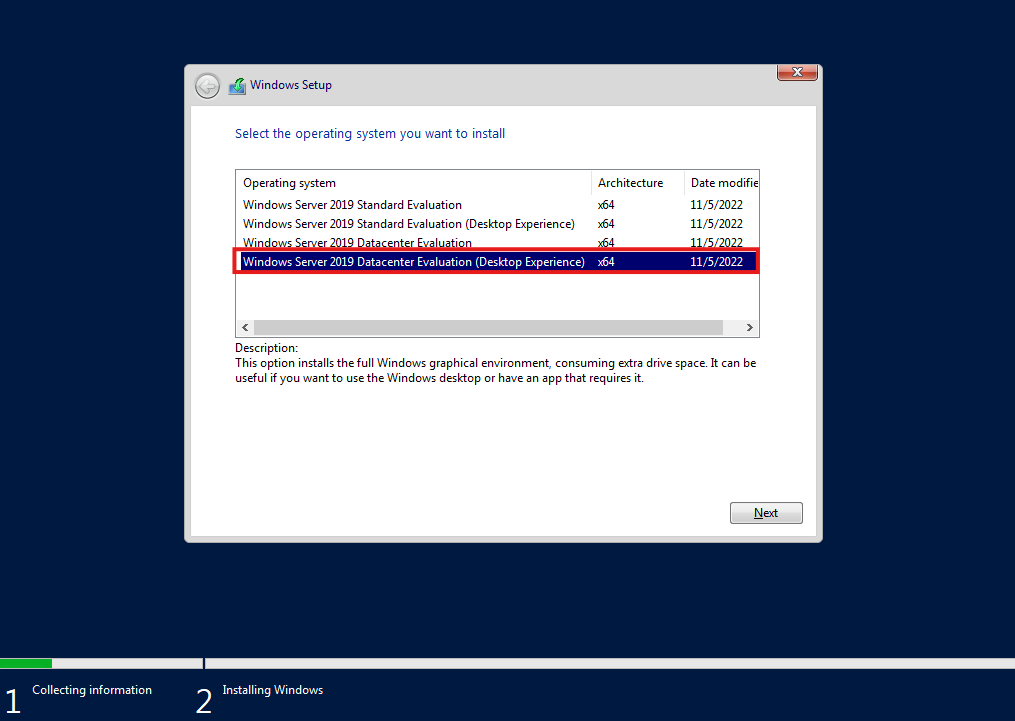 Windows Setup
Select the operating system you want to install
Operating system Architecture Date modifie
Windows Server 2019 Standard Evaluation x64 11/5/2022
Windows Server 2019 Standard Evaluation (Desktop Experience) x64 11/5/2022
Windows Server 2019 Datacenter Evaluation x64 11/5/2022
Windows Server 2019 Datacenter Evaluation (Desktop Experience) x64 11/5/2022
Description:
This option installs the full Windows graphical environment, consuming extra drive space. It can be
useful if you want to use the Windows desktop or have an app that requires it.
Next
1 Collecting information 2 Installing Windows